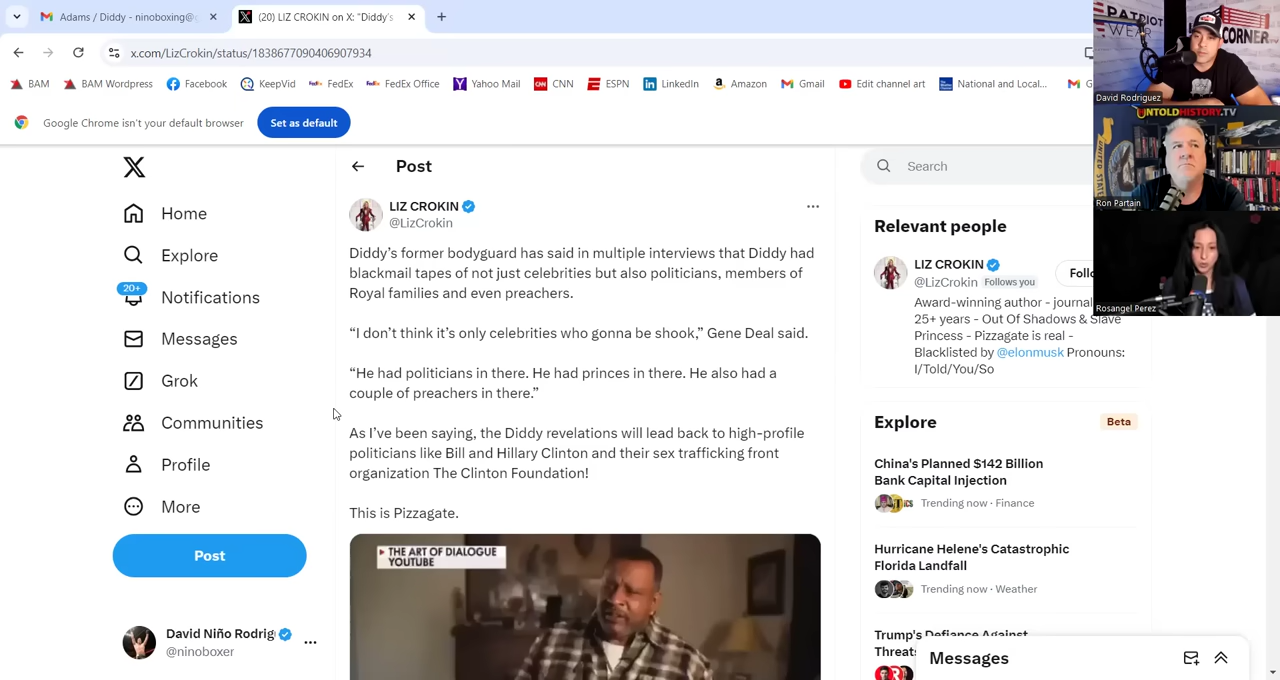 Adams / Diddy - ninoboxing@
(20) LIZ CROKIN on X: "Diddy's
x.com/LizCrokin/status/1838677090406907934
BAM
BAM Wordpress
Facebook
KeepVid
FedEx
FedEx Office
Yahoo Mail
CNN
ESPN
LinkedIn
Amazon
Gmail
Edit channel art
National and Local...
G
Google Chrome isn't your default browser
Set as default
PATRIOT
WEAR
CORNER
David Rodriguez
UNTOLDHISTORY.TV
UNITED STATES
Ron Partain
Rosangel Perez
Home
Explore
20+
Notifications
Messages
Grok
Communities
Profile
More
Post
David Niño Rodrig
@ninoboxer
Post
LIZ CROKIN
@LizCrokin
Diddy’s former bodyguard has said in multiple interviews that Diddy had
blackmail tapes of not just celebrities but also politicians, members of
Royal families and even preachers.
“I don’t think it’s only celebrities who gonna be shook,” Gene Deal said.
“He had politicians in there. He had princes in there. He also had a
couple of preachers in there.”
As I’ve been saying, the Diddy revelations will lead back to high-profile
politicians like Bill and Hillary Clinton and their sex trafficking front
organization The Clinton Foundation!
This is Pizzagate.
THE ART OF DIALOGUE
YOUTUBE
Search
Relevant people
LIZ CROKIN
@LizCrokin Follows you
Follo
Award-winning author - journal
25+ years - Out Of Shadows & Slave
Princess - Pizzagate is real -
Blacklisted by @elonmusk Pronouns:
I/Told/You/So
Explore
Beta
China's Planned $142 Billion
Bank Capital Injection
Trending now · Finance
Hurricane Helene's Catastrophic
Florida Landfall
Trending now · Weather
Trump's Defiance Against
Threats
Messages